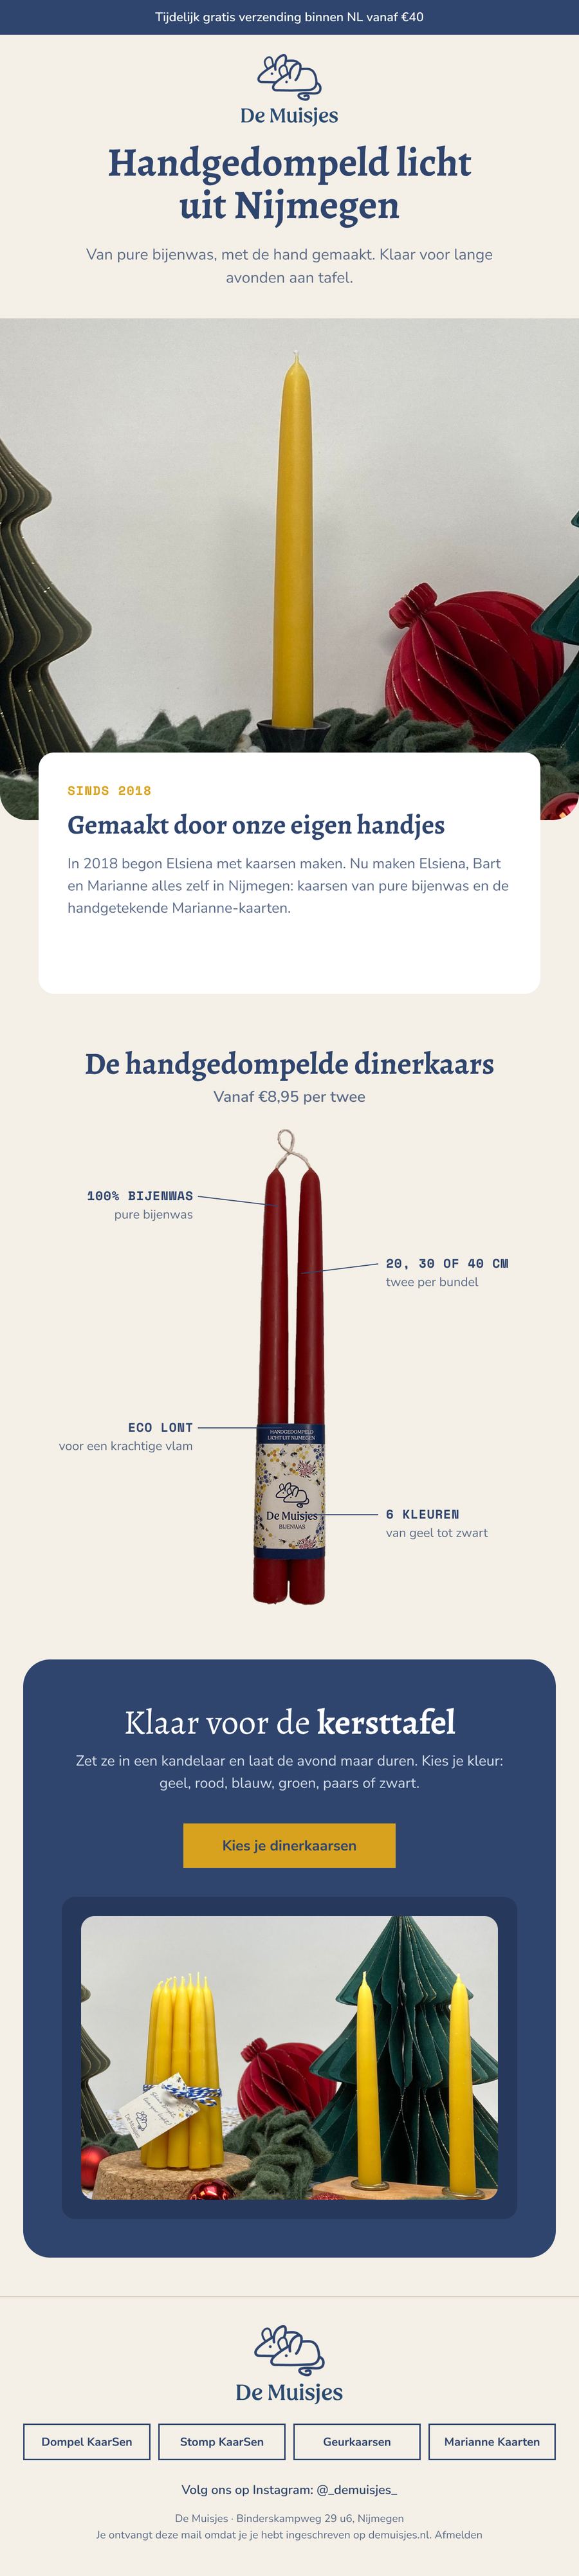 Tijdelijk gratis verzending binnen NL vanaf €40
De Muisjes
Handgedompeld licht
uit Nijmegen
Van pure bijenwas, met de hand gemaakt. Klaar voor lange
avonden aan tafel.
SINDS 2018
Gemaakt door onze eigen handjes
In 2018 begon Elsiena met kaarsen maken. Nu maken Elsiena, Bart
en Marianne alles zelf in Nijmegen: kaarsen van pure bijenwas en de
handgetekende Marianne-kaarten.
De handgedompelde dinerkaars
Vanaf €8,95 per twee
100% BIJENWAS
pure bijenwas
20, 30 OF 40 CM
twee per bundel
ECO LONT
voor een krachtige vlam
HANDGEDOMPELD
LICHT UIT NIJMEGEN
De Muisjes
BIJENWAS
6 KLEUREN
van geel tot zwart
Klaar voor de kersttafel
Zet ze in een kandelaar en laat de avond maar duren. Kies je kleur:
geel, rood, blauw, groen, paars of zwart.
Kies je dinerkaarsen
De Muisjes
Dompel KaarSen
Stomp KaarSen
Geurkaarsen
Marianne Kaarten
Volg ons op Instagram: @_demuisjes_
De Muisjes · Binderskampweg 29 u6, Nijmegen
Je ontvangt deze mail omdat je je hebt ingeschreven op demuisjes.nl. Afmelden